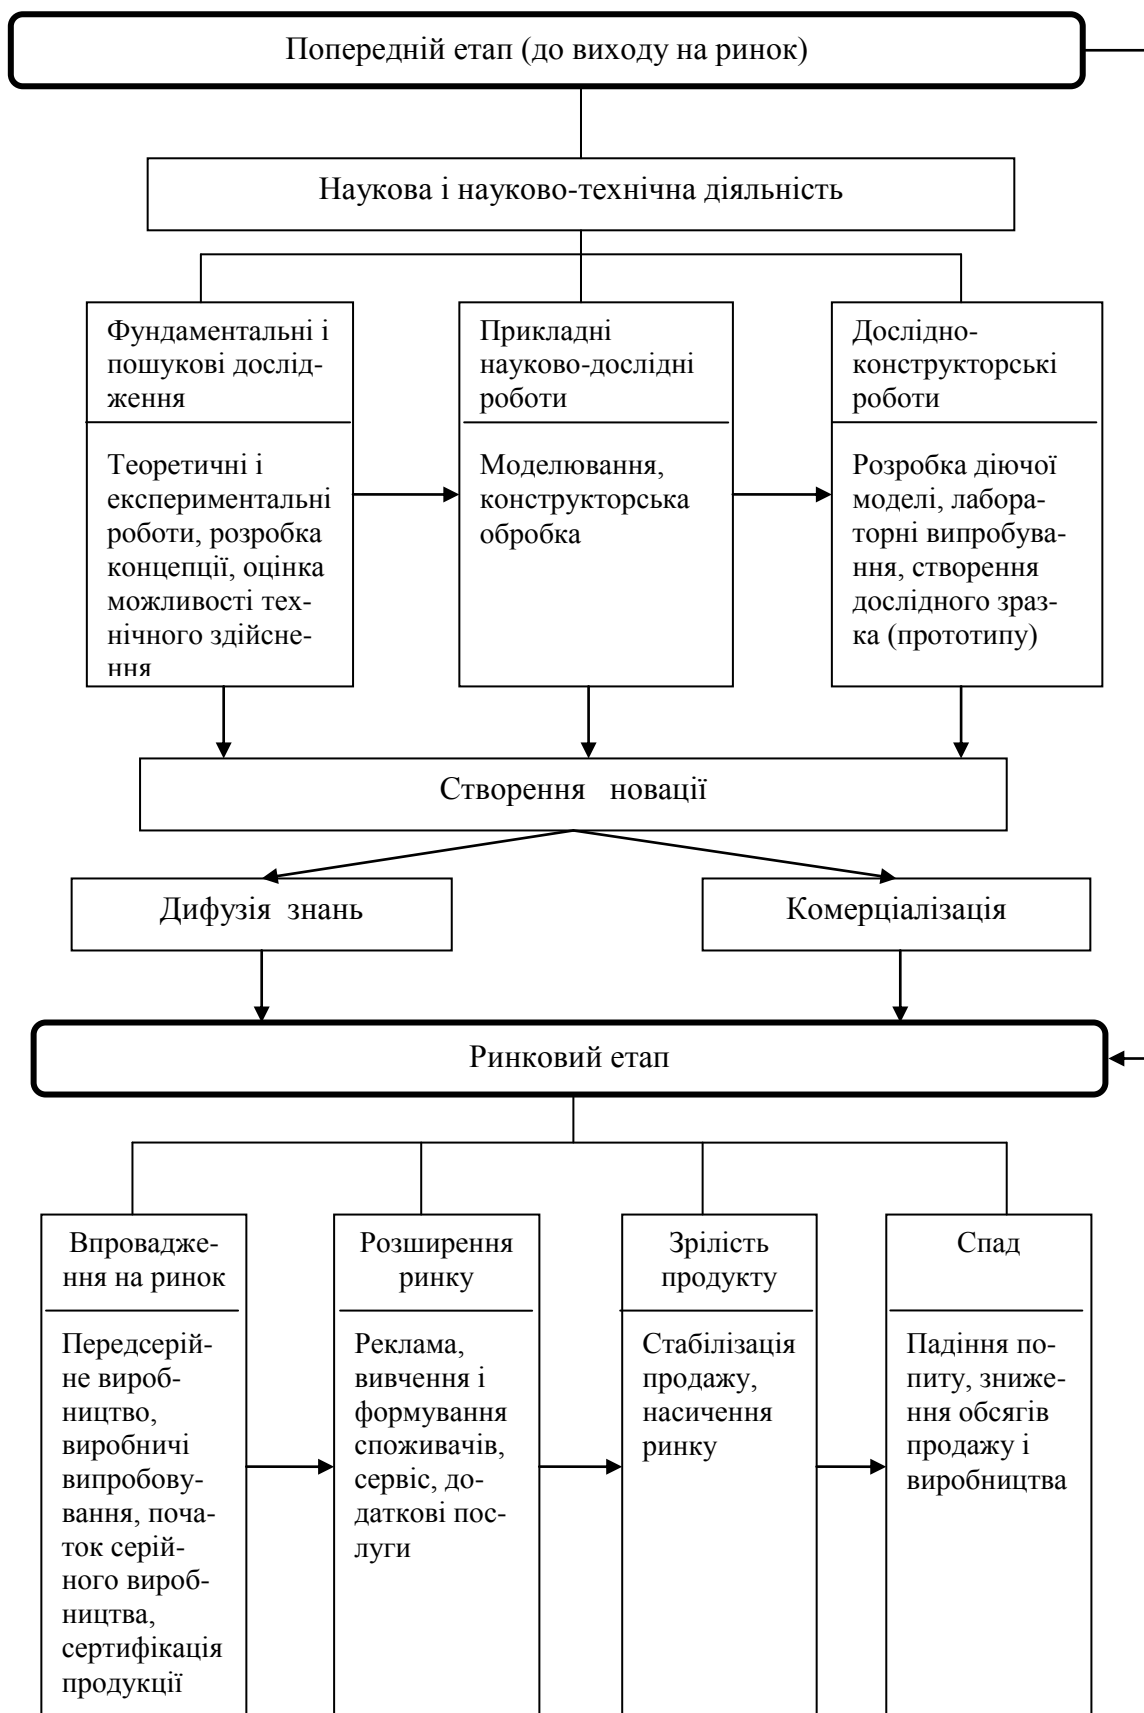 Попередній етап (до виходу на ринок)
Наукова і науково-технічна діяльність
Фундаментальні і
пошукові дослід-
ження
Теоретичні і
експериментальні
роботи, розробка
концепції, оцінка
можливості тех-
нічного здійсне-
ння
Прикладні
науково-дослідні
роботи
Моделювання,
конструкторська
обробка
Дослідно-
конструкторські
роботи
Розробка діючої
моделі, лабора-
торні випробува-
ння, створення
дослідного зраз-
ка (прототипу)
Створення новації
Дифузія знань
Комерціалізація
Ринковий етап
Впровадже-
ння на ринок
Передсерій-
не вироб-
ництво,
виробничі
випробову-
вання, поча-
ток серій-
ного вироб-
ництва,
сертифікація
продукції
Розширення
ринку
Реклама,
вивчення і
формування
споживачів,
сервіс, до-
даткові пос-
луги
Зрілість
продукту
Стабілізація
продажу,
насичення
ринку
Спад
Падіння по-
питу, зниже-
ння обсягів
продажу і
виробництва